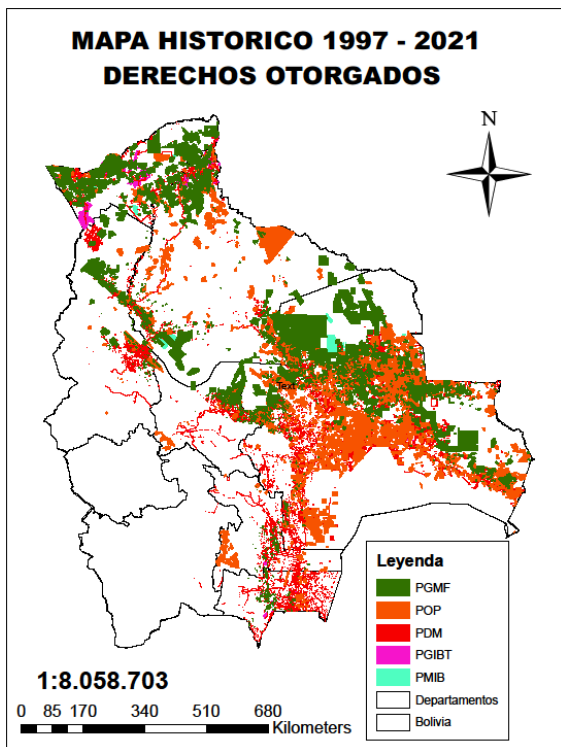 MAPA HISTORICO 1997 - 2021
DERECHOS OTORGADOS
N
Text
Leyenda
PGMF
POP
PDM
PGIBT
PMIB
Departamentos
Bolivia
1:8.058.703
0 85 170 340 510 680
Kilometers